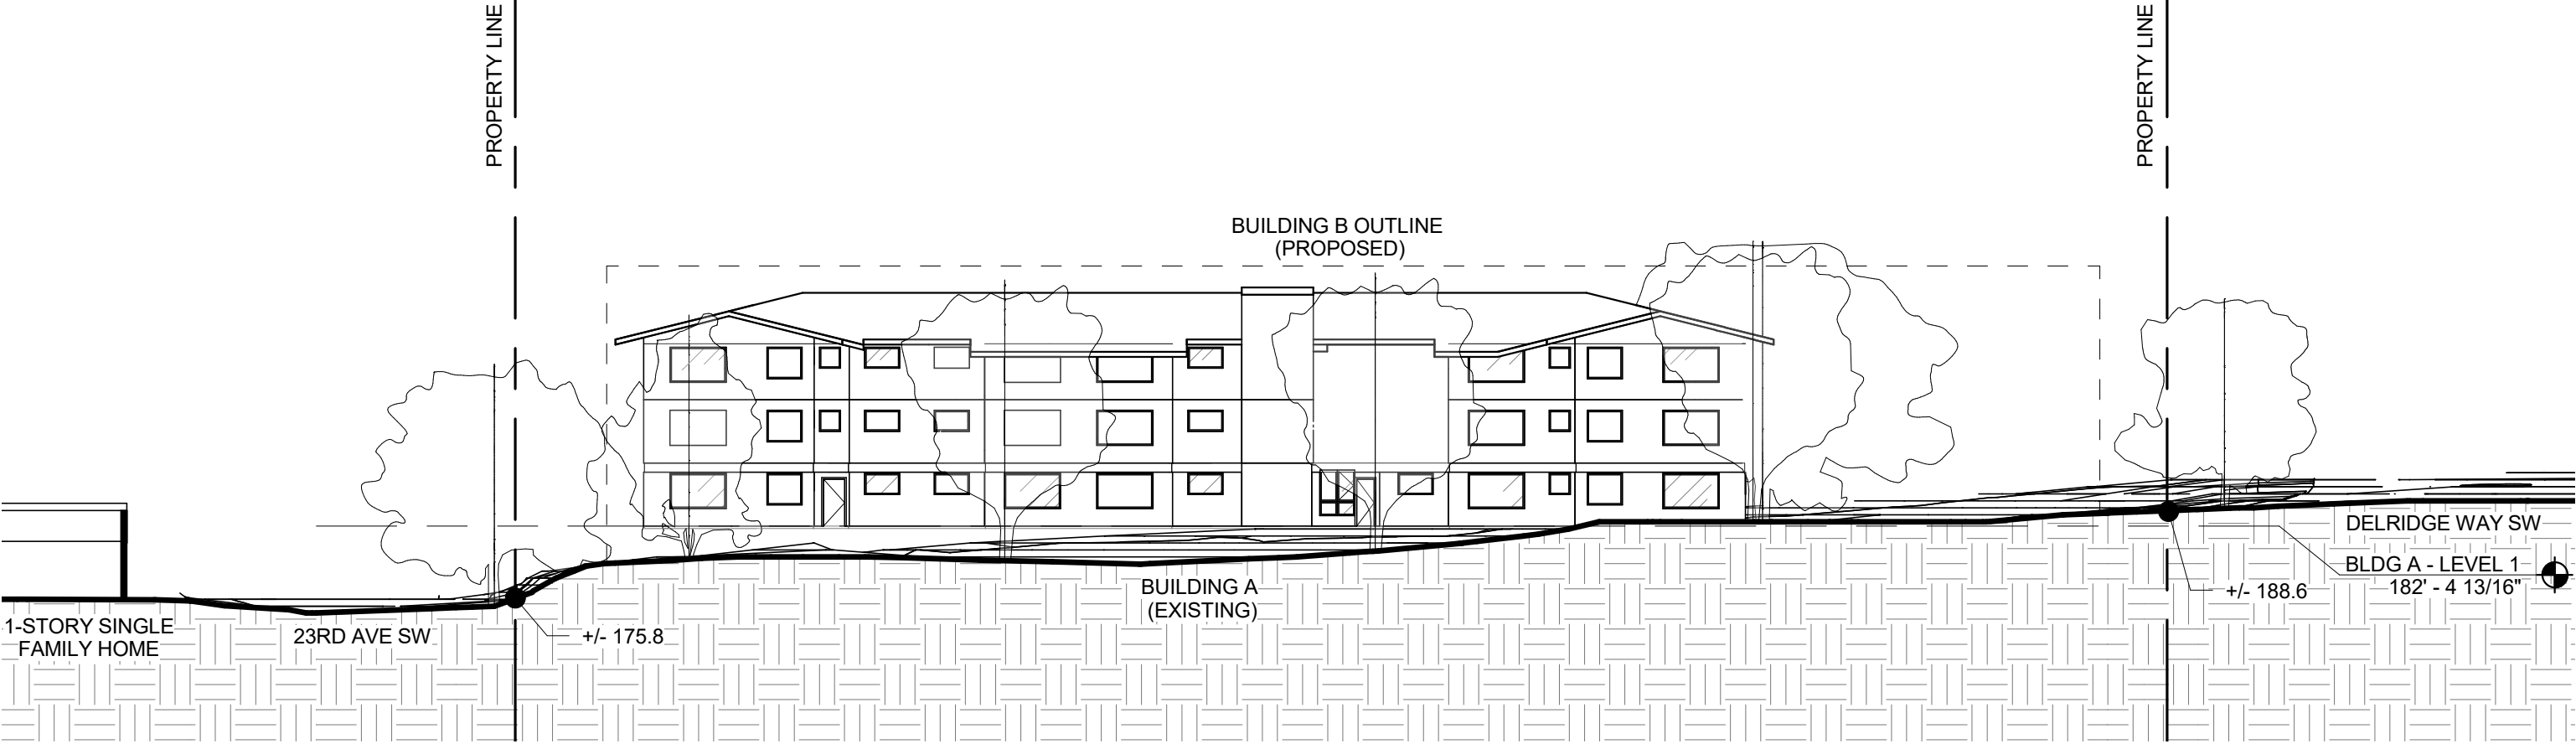 PROPERTY LINE
PROPERTY LINE
BUILDING B OUTLINE
(PROPOSED)
DELRIDGE WAY SW
BLDG A - LEVEL 1
182' - 4 13/16"
+/- 188.6
BUILDING A
(EXISTING)
1-STORY SINGLE
FAMILY HOME
23RD AVE SW
+/- 175.8